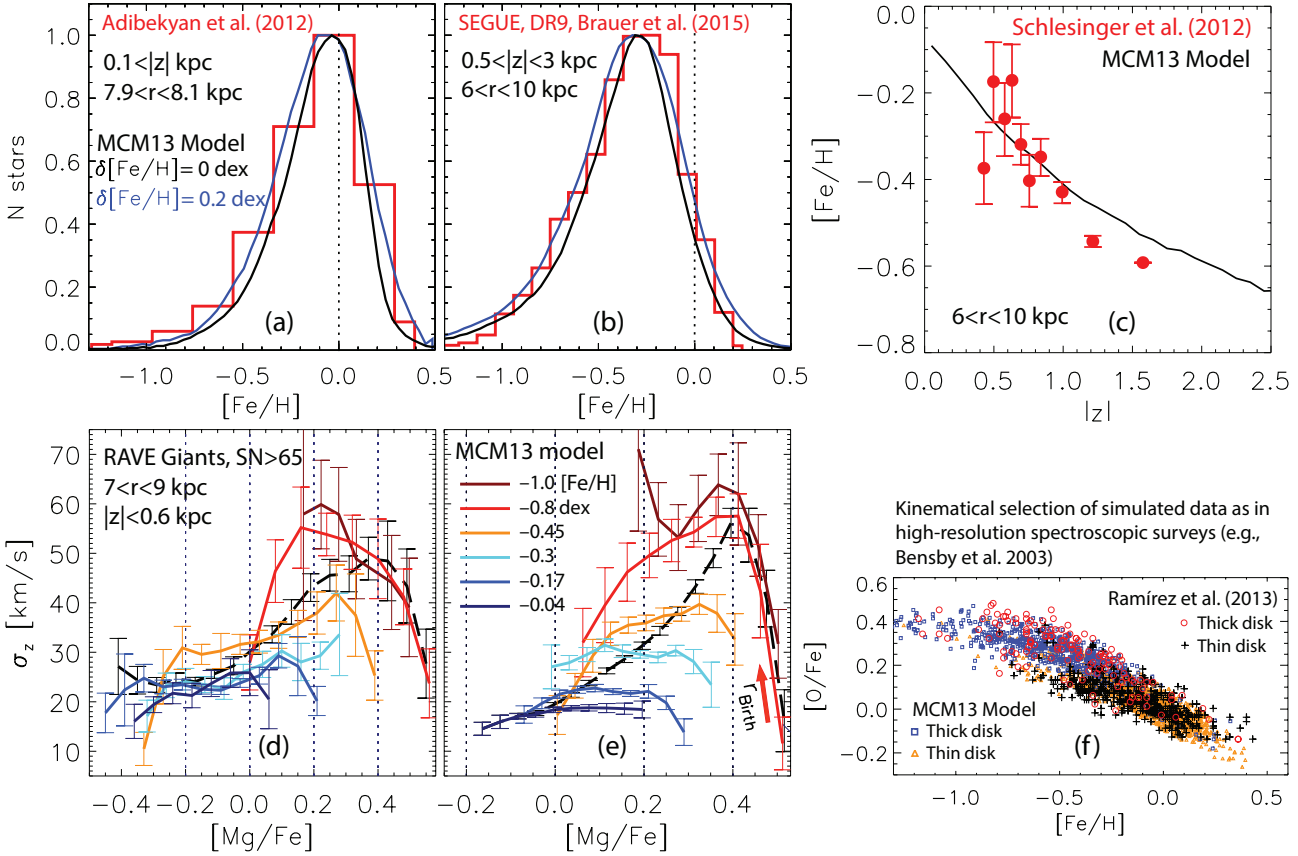 Adibekyan et al. (2012)
0.1<|z| kpc
7.9<r<8.1 kpc
MCM13 Model
δ[Fe/H]= 0 dex
δ[Fe/H]= 0.2 dex
(a)
N stars
1.0
0.8
0.6
0.4
0.2
0.0
−1.0 −0.5 0.0 0.5
[Fe/H]
SEGUE, DR9, Brauer et al. (2015)
0.5<|z|<3 kpc
6<r<10 kpc
(b)
−1.0 −0.5 0.0 0.5
[Fe/H]
Schlesinger et al. (2012)
MCM13 Model
6<r<10 kpc
(c)
[Fe/H]
−0.0
−0.2
−0.4
−0.6
−0.8
0.0 0.5 1.0 1.5 2.0 2.5
|z|
RAVE Giants, SN>65
7<r<9 kpc
|z|<0.6 kpc
(d)
σz [km/s]
70
60
50
40
30
20
10
−0.4 −0.2 0.0 0.2 0.4
[Mg/Fe]
MCM13 model
−1.0 [Fe/H]
−0.8 dex
−0.45
−0.3
−0.17
−0.04
rBirth
(e)
0.0 0.2 0.4
[Mg/Fe]
Kinematical selection of simulated data as in
high-resolution spectroscopic surveys (e.g.,
Bensby et al. 2003)
Ramírez et al. (2013)
Thick disk
Thin disk
MCM13 Model
Thick disk
Thin disk
(f)
[O/Fe]
0.6
0.4
0.2
0.0
−0.2
−1.0 −0.5 0.0 0.5
[Fe/H]